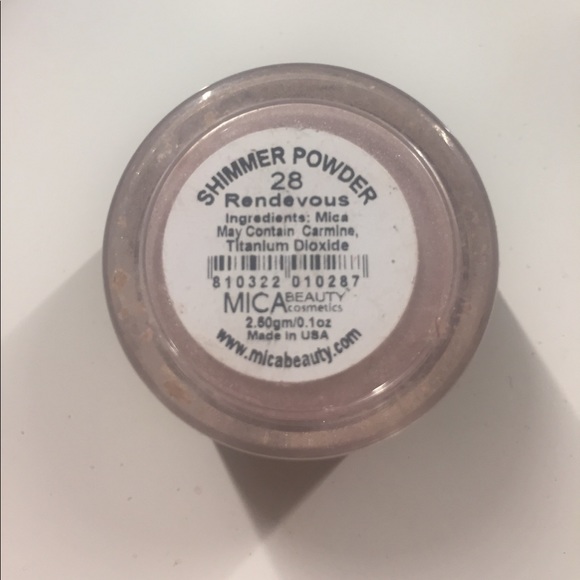 SHIMMER POWDER
28
Rendevous
Ingredients: Mica
May Contain Carmine,
Titanium Dioxide
810322 010287
MICA BEAUTY cosmetics
2.50gm/0.1oz
Made in USA
www.micabeauty.com